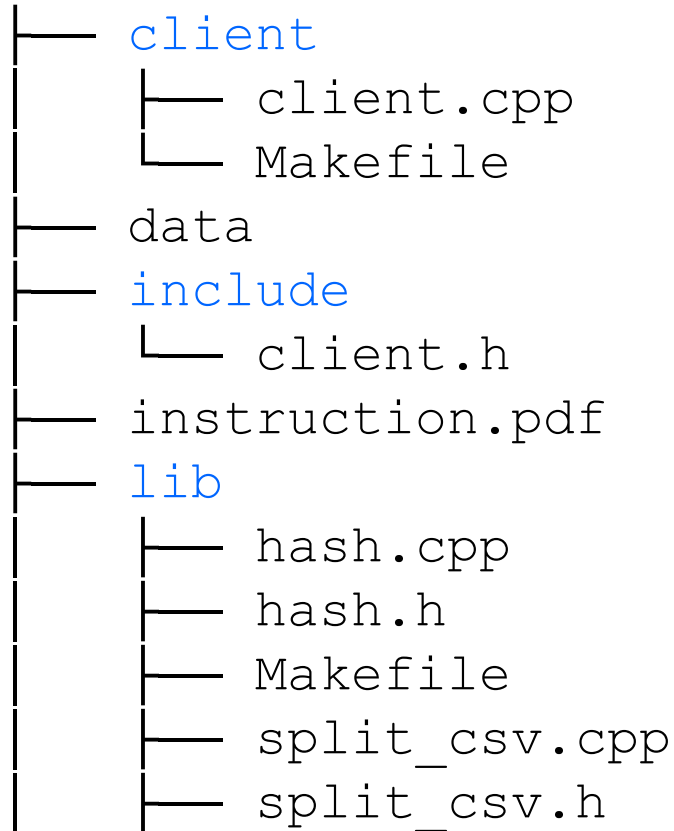 client
client.cpp
Makefile
data
include
client.h
instruction.pdf
lib
hash.cpp
hash.h
Makefile
split_csv.cpp
split_csv.h